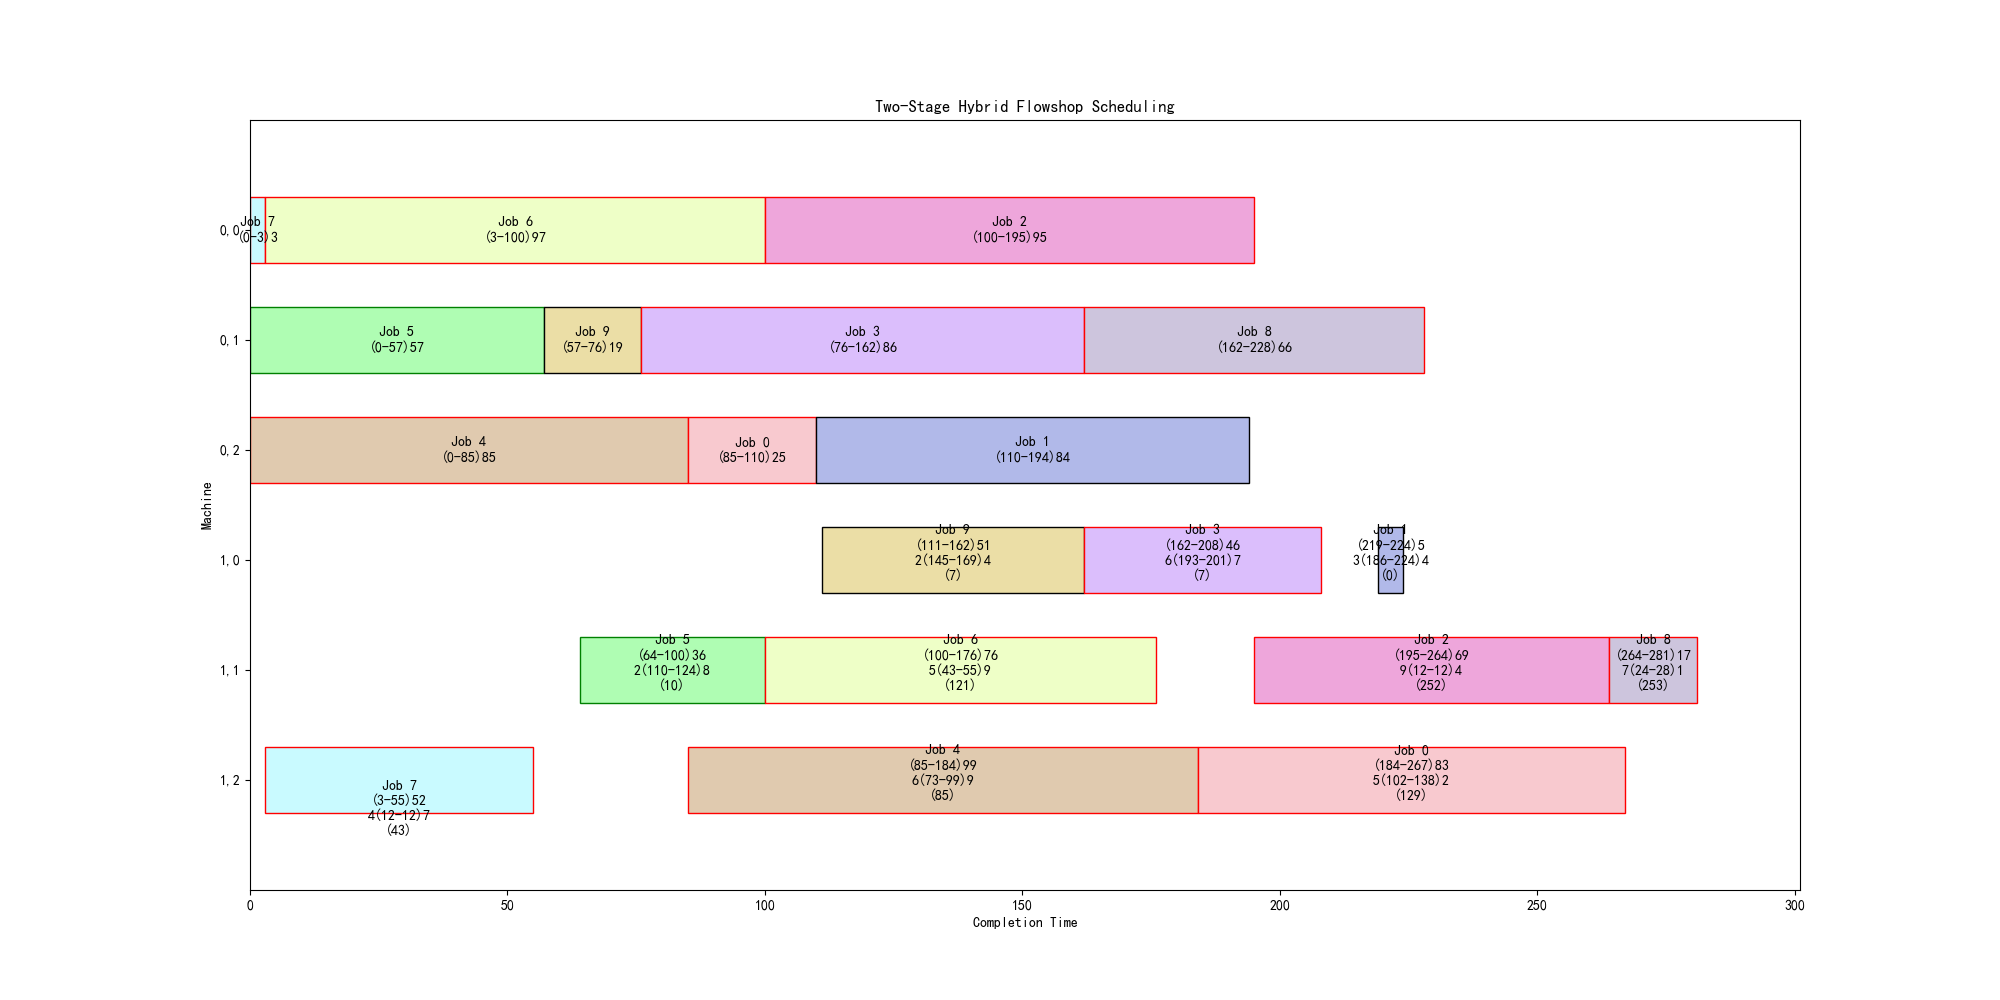 Two-Stage Hybrid Flowshop Scheduling
0,0
Job 7
(0-3)3
Job 6
(3-100)97
Job 2
(100-195)95
0,1
Job 5
(0-57)57
Job 9
(57-76)19
Job 3
(76-162)86
Job 8
(162-228)66
0,2
Job 4
(0-85)85
Job 0
(85-110)25
Job 1
(110-194)84
Machine
1,0
Job 9
(111-162)51
2(145-169)4
(7)
Job 3
(162-208)46
6(193-201)7
(7)
Job 1
(219-224)5
3(186-224)4
(0)
1,1
Job 5
(64-100)36
2(110-124)8
(10)
Job 6
(100-176)76
5(43-55)9
(121)
Job 2
(195-264)69
9(12-12)4
(252)
Job 8
(264-281)17
7(24-28)1
(253)
1,2
Job 7
(3-55)52
4(12-12)7
(43)
Job 4
(85-184)99
6(73-99)9
(85)
Job 0
(184-267)83
5(102-138)2
(129)
0 50 100 150 200 250 300
Completion Time